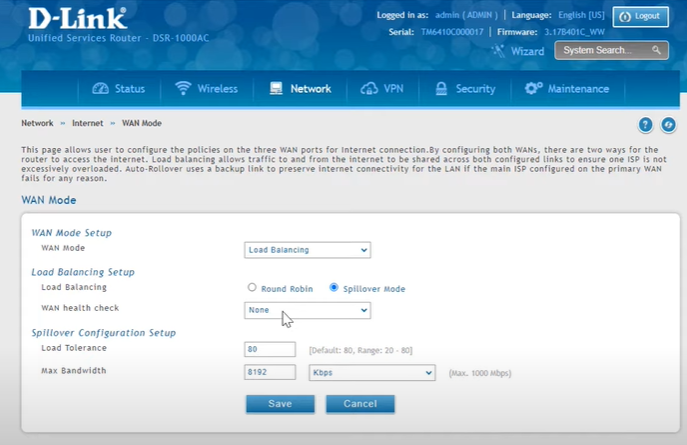 D-Link
Unified Services Router - DSR-1000AC
Logged in as: admin ( ADMIN ) | Language: English [US]
Serial: TM6410C000017 | Firmware: 3.17B401C_WW
Logout
Wizard
System Search...
Status
Wireless
Network
VPN
Security
Maintenance
Network » Internet » WAN Mode
This page allows user to configure the policies on the three WAN ports for Internet connection.By configuring both WANs, there are two ways for the
router to access the internet. Load balancing allows traffic to and from the internet to be shared across both configured links to ensure one ISP is not
excessively overloaded. Auto-Rollover uses a backup link to preserve internet connectivity for the LAN if the main ISP configured on the primary WAN
fails for any reason.
WAN Mode
WAN Mode Setup
WAN Mode Load Balancing
Load Balancing Setup
Load Balancing Round Robin Spillover Mode
WAN health check None
Spillover Configuration Setup
Load Tolerance 80 [Default: 80, Range: 20 - 80]
Max Bandwidth 8192 Kbps (Max. 1000 Mbps)
Save Cancel